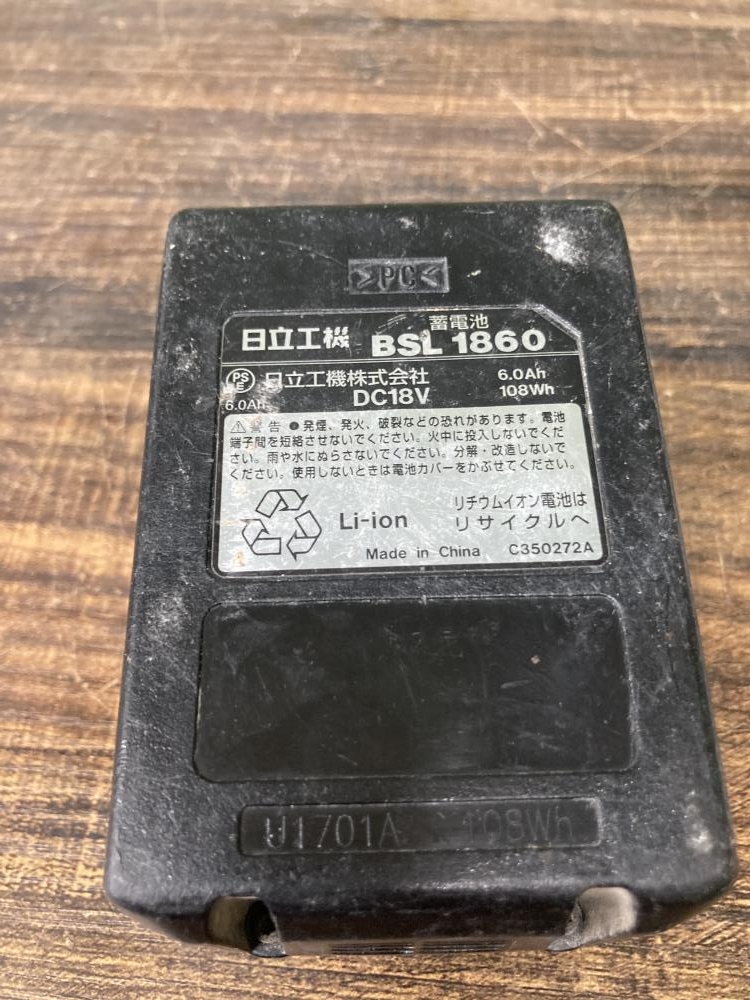 >PC<
日立工機 蓄電池 BSL 1860
PS E 日立工機株式会社 6.0Ah
6.0Ah DC18V 108Wh
⚠警告 ●発煙、発火、破裂などの恐れがあります。電池
端子間を短絡させないでください。火中に投入しないでくだ
さい。雨や水にぬらさないでください。分解・改造しないで
ください。使用しないときは電池カバーをかぶせてください。
Li-ion リチウムイオン電池は
リサイクルへ
Made in China C350272A
U1701A 108Wh